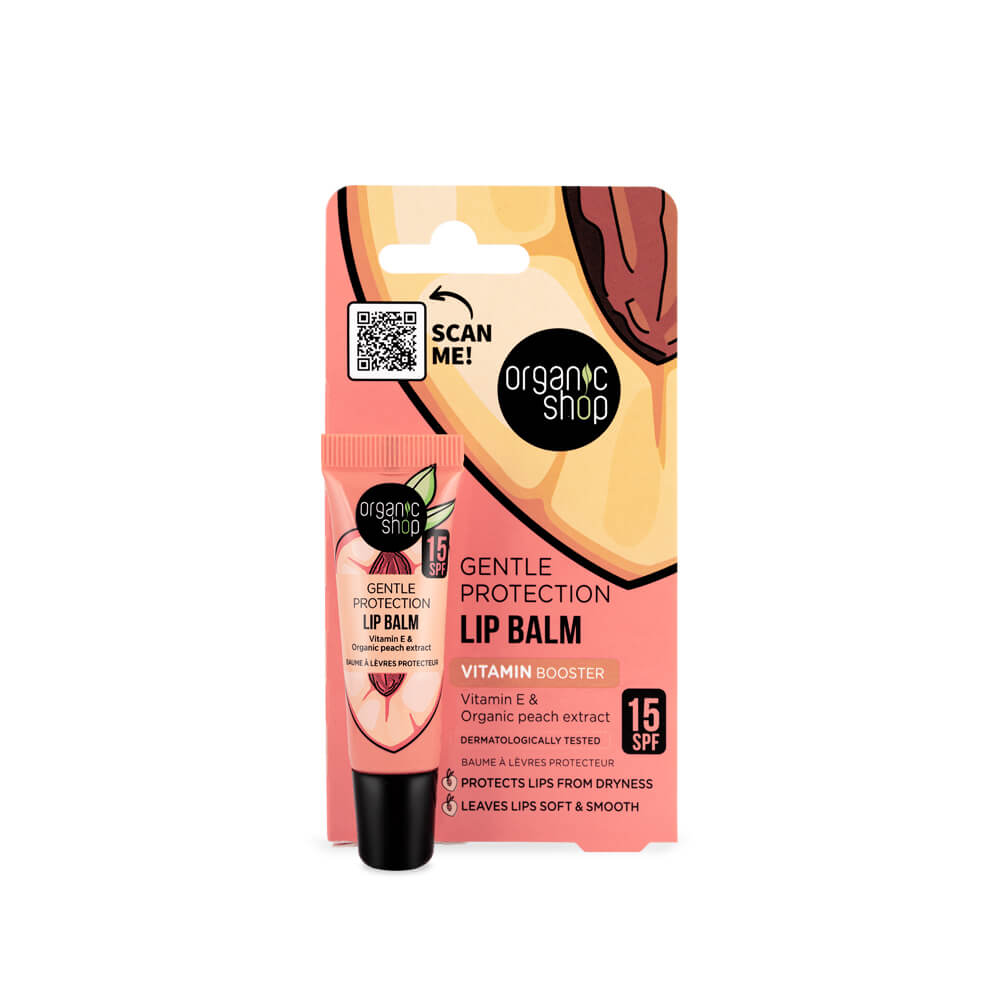 SCAN
ME!
organic
shop
GENTLE
PROTECTION
LIP BALM
VITAMIN BOOSTER
Vitamin E &
Organic peach extract
15
SPF
DERMATOLOGICALLY TESTED
BAUME À LÈVRES PROTECTEUR
PROTECTS LIPS FROM DRYNESS
LEAVES LIPS SOFT & SMOOTH
organic
shop
15
SPF
GENTLE
PROTECTION
LIP BALM
Vitamin E &
Organic peach extract
BAUME À LÈVRES PROTECTEUR